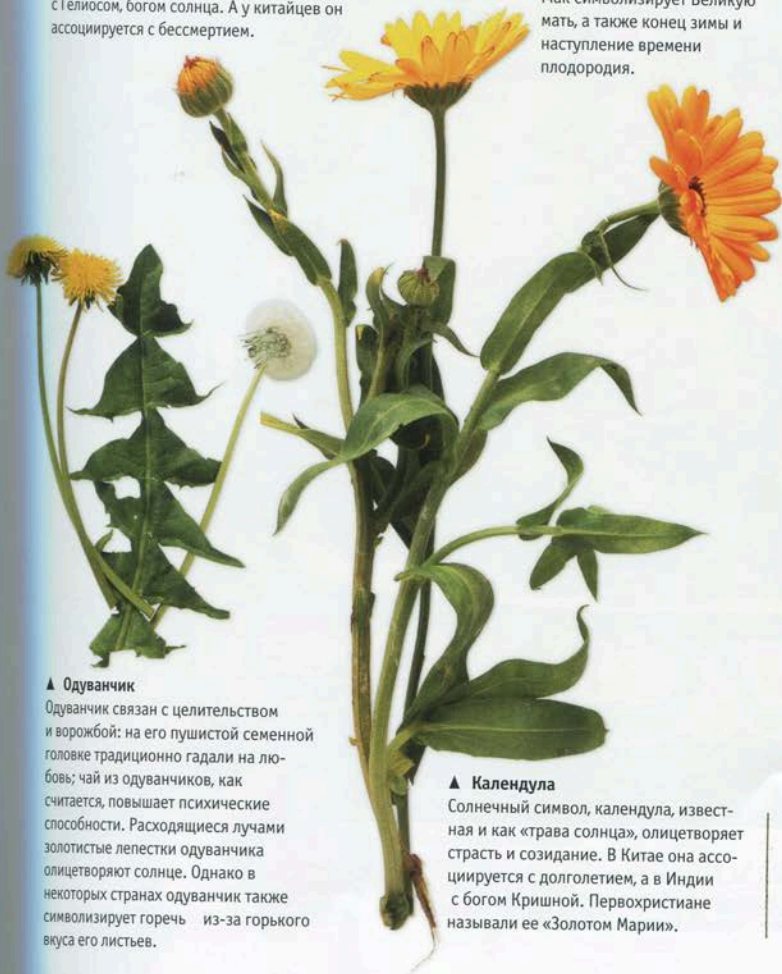 с Гелиосом, богом солнца. А у китайцев он
ассоциируется с бессмертием.
Мак символизирует Великую
мать, а также конец зимы и
наступление времени
плодородия.
▲ Одуванчик
Одуванчик связан с целительством
и ворожбой: на его пушистой семенной
головке традиционно гадали на лю-
бовь; чай из одуванчиков, как
считается, повышает психические
способности. Расходящиеся лучами
золотистые лепестки одуванчика
олицетворяют солнце. Однако в
некоторых странах одуванчик также
символизирует горечь из-за горького
вкуса его листьев.
▲ Календула
Солнечный символ, календула, извест-
ная и как «трава солнца», олицетворяет
страсть и созидание. В Китае она ассо-
циируется с долголетием, а в Индии
с богом Кришной. Первохристиане
называли ее «Золотом Марии».